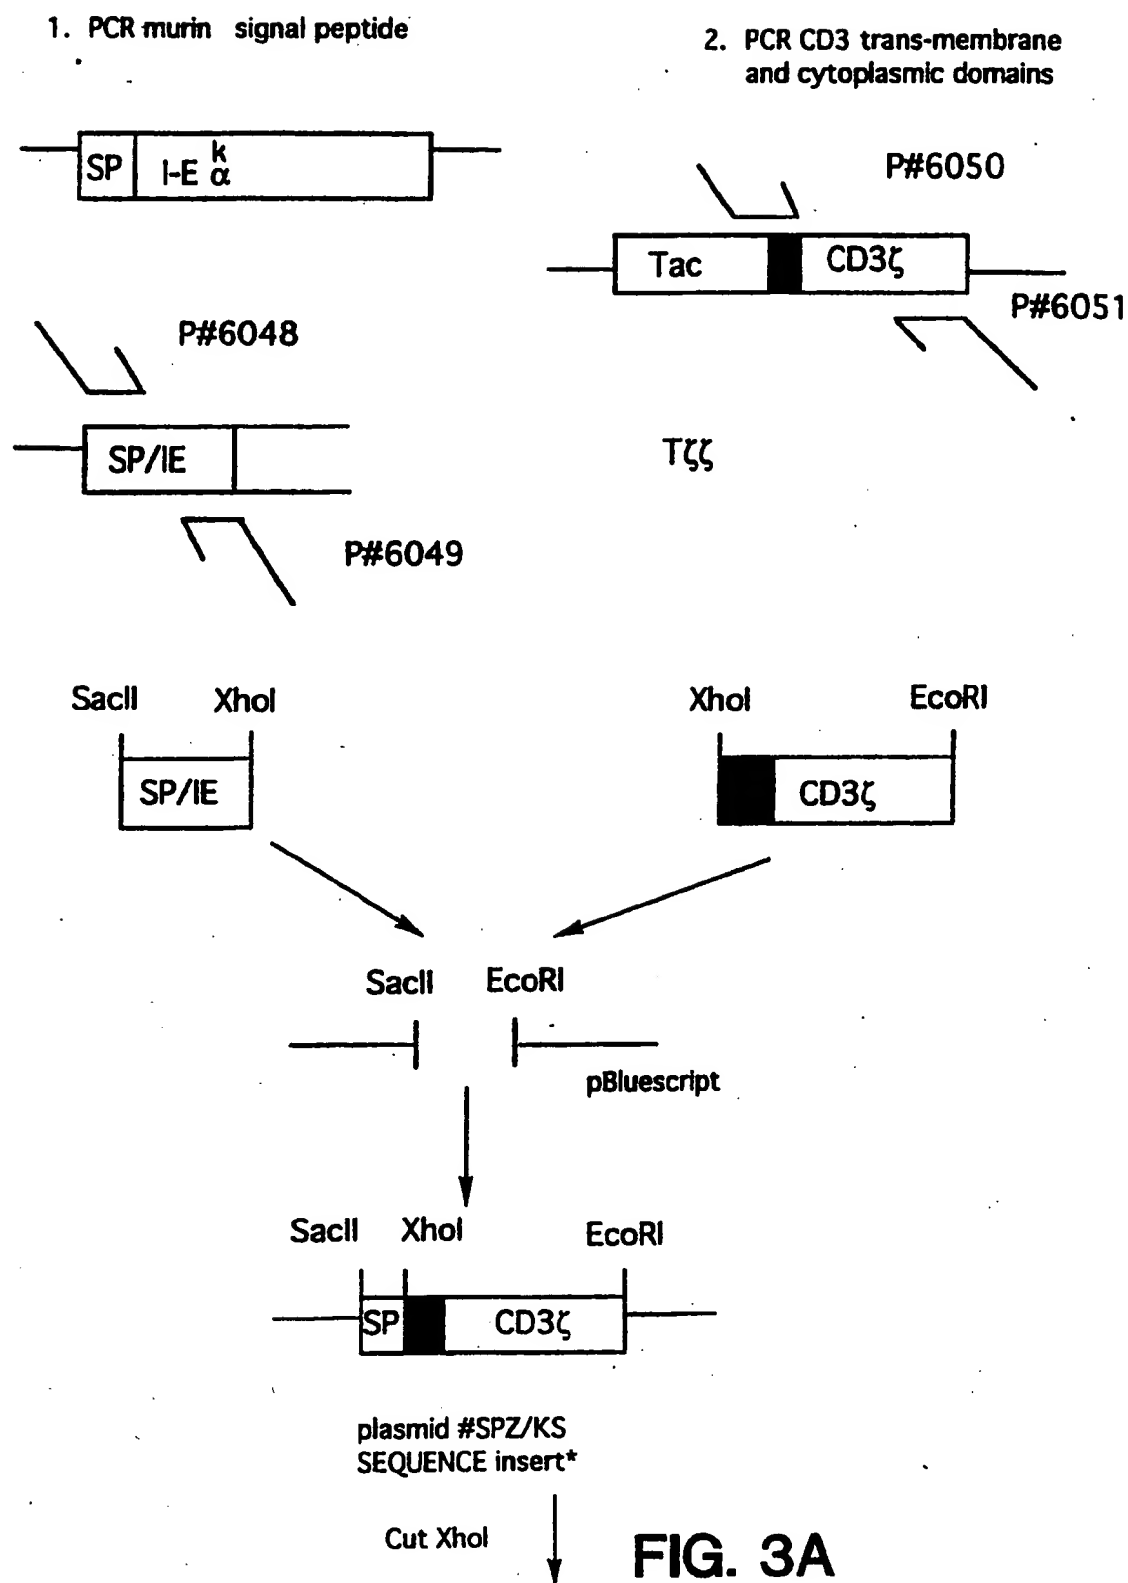 1. PCR murin signal peptide
2. PCR CD3 trans-membrane
and cytoplasmic domains
SP
I-E k α
P#6050
Tac
CD3ζ
P#6051
P#6048
SP/IE
Tζζ
P#6049
SacII
XhoI
XhoI
EcoRI
SP/IE
CD3ζ
SacII
EcoRI
pBluescript
SacII
XhoI
EcoRI
SP
CD3ζ
plasmid #SPZ/KS
SEQUENCE insert*
Cut XhoI
FIG. 3A